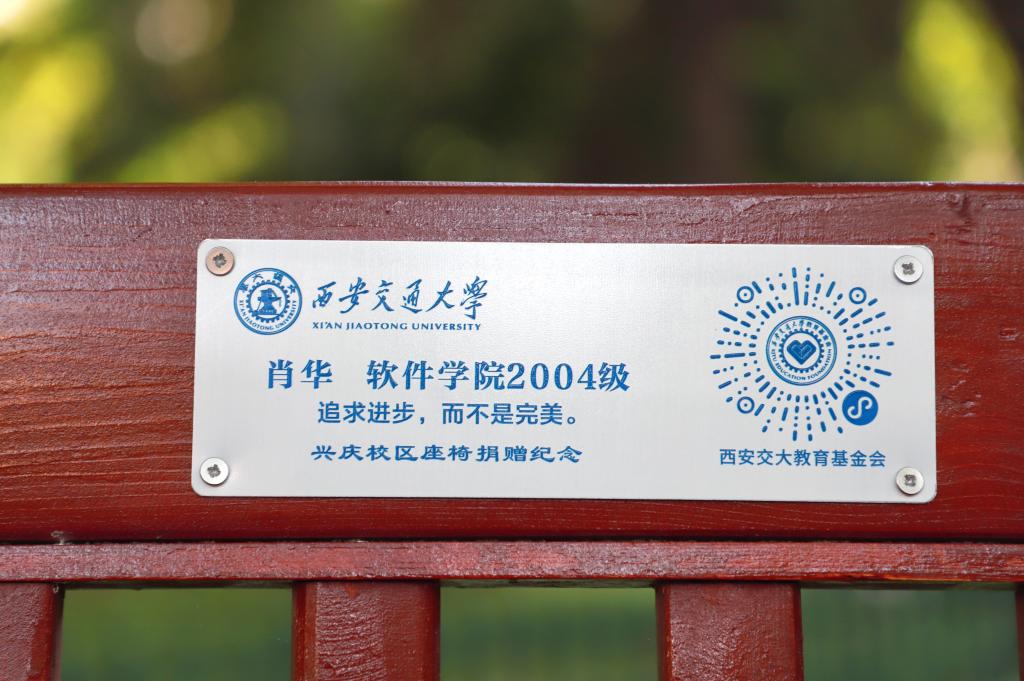 西安交通大學
XI'AN JIAOTONG UNIVERSITY
肖华 软件学院2004级
追求进步，而不是完美。
兴庆校区座椅捐赠纪念
西安交大教育基金会